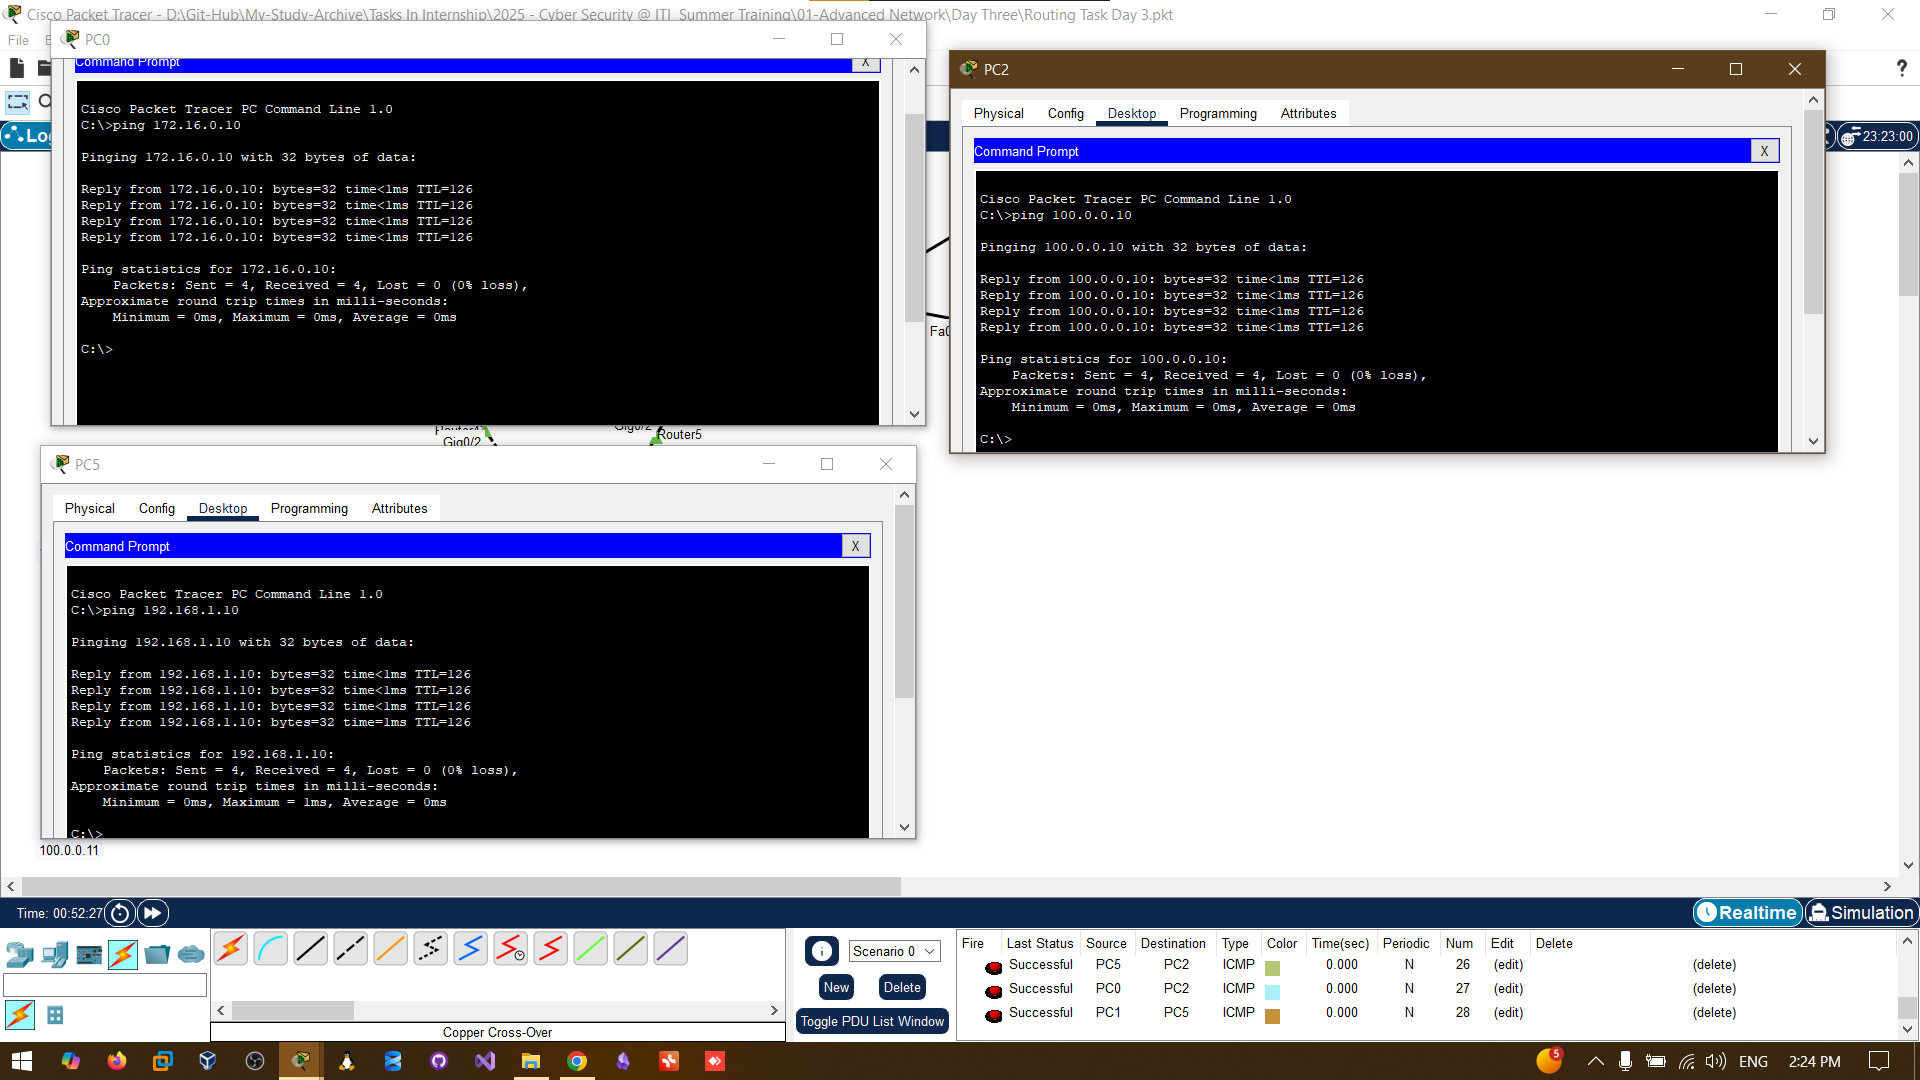 Cisco Packet Tracer - D:\Git-Hub\My-Study-Archive\Tasks In Internship\2025 - Cyber Security @ ITI Summer Training\01-Advanced Network\Day Three\Routing Task Day 3.pkt
File
PC0
Command Prompt
X
Cisco Packet Tracer PC Command Line 1.0
C:\>ping 172.16.0.10
Pinging 172.16.0.10 with 32 bytes of data:
Reply from 172.16.0.10: bytes=32 time<1ms TTL=126
Reply from 172.16.0.10: bytes=32 time<1ms TTL=126
Reply from 172.16.0.10: bytes=32 time<1ms TTL=126
Reply from 172.16.0.10: bytes=32 time<1ms TTL=126
Ping statistics for 172.16.0.10:
Packets: Sent = 4, Received = 4, Lost = 0 (0% loss),
Approximate round trip times in milli-seconds:
Minimum = 0ms, Maximum = 0ms, Average = 0ms
C:\>
PC2
Physical Config Desktop Programming Attributes
Command Prompt
X
Cisco Packet Tracer PC Command Line 1.0
C:\>ping 100.0.0.10
Pinging 100.0.0.10 with 32 bytes of data:
Reply from 100.0.0.10: bytes=32 time<1ms TTL=126
Reply from 100.0.0.10: bytes=32 time<1ms TTL=126
Reply from 100.0.0.10: bytes=32 time<1ms TTL=126
Reply from 100.0.0.10: bytes=32 time<1ms TTL=126
Ping statistics for 100.0.0.10:
Packets: Sent = 4, Received = 4, Lost = 0 (0% loss),
Approximate round trip times in milli-seconds:
Minimum = 0ms, Maximum = 0ms, Average = 0ms
C:\>
?
23:23:00
Gig0/2
Gig0/2
Router5
PC5
Physical Config Desktop Programming Attributes
Command Prompt
X
Cisco Packet Tracer PC Command Line 1.0
C:\>ping 192.168.1.10
Pinging 192.168.1.10 with 32 bytes of data:
Reply from 192.168.1.10: bytes=32 time<1ms TTL=126
Reply from 192.168.1.10: bytes=32 time<1ms TTL=126
Reply from 192.168.1.10: bytes=32 time<1ms TTL=126
Reply from 192.168.1.10: bytes=32 time=1ms TTL=126
Ping statistics for 192.168.1.10:
Packets: Sent = 4, Received = 4, Lost = 0 (0% loss),
Approximate round trip times in milli-seconds:
Minimum = 0ms, Maximum = 1ms, Average = 0ms
C:\>
100.0.0.11
Time: 00:52:27
Realtime
Simulation
Copper Cross-Over
Scenario 0
New
Delete
Toggle PDU List Window
Fire Last Status Source Destination Type Color Time(sec) Periodic Num Edit Delete
Successful PC5 PC2 ICMP 0.000 N 26 (edit) (delete)
Successful PC0 PC2 ICMP 0.000 N 27 (edit) (delete)
Successful PC1 PC5 ICMP 0.000 N 28 (edit) (delete)
5
ENG
2:24 PM